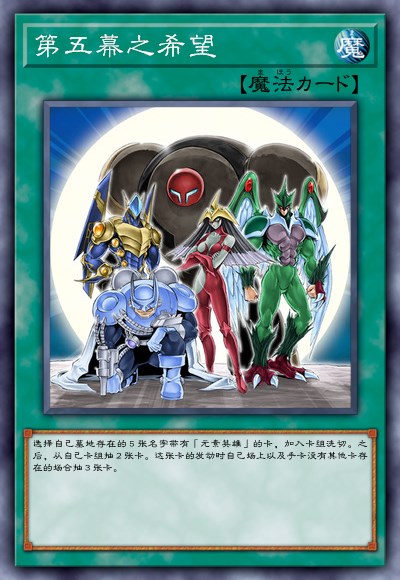 第五幕之希望
魔
【魔法カード】
ま ほう
选择自己墓地存在的5张名字带有「元素英雄」的卡，加入卡组洗切。之
后，从自己卡组抽2张卡。这张卡的发动时自己场上以及手卡没有其他卡存
在的场合抽3张卡。